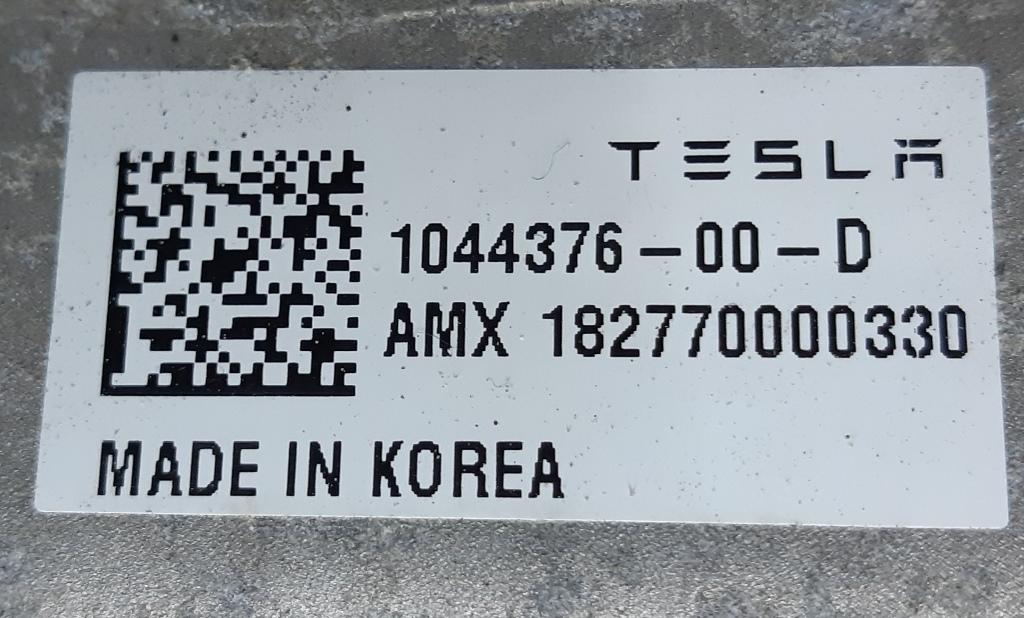 TESLA
1044376-00-D
AMX 182770000330
MADE IN KOREA